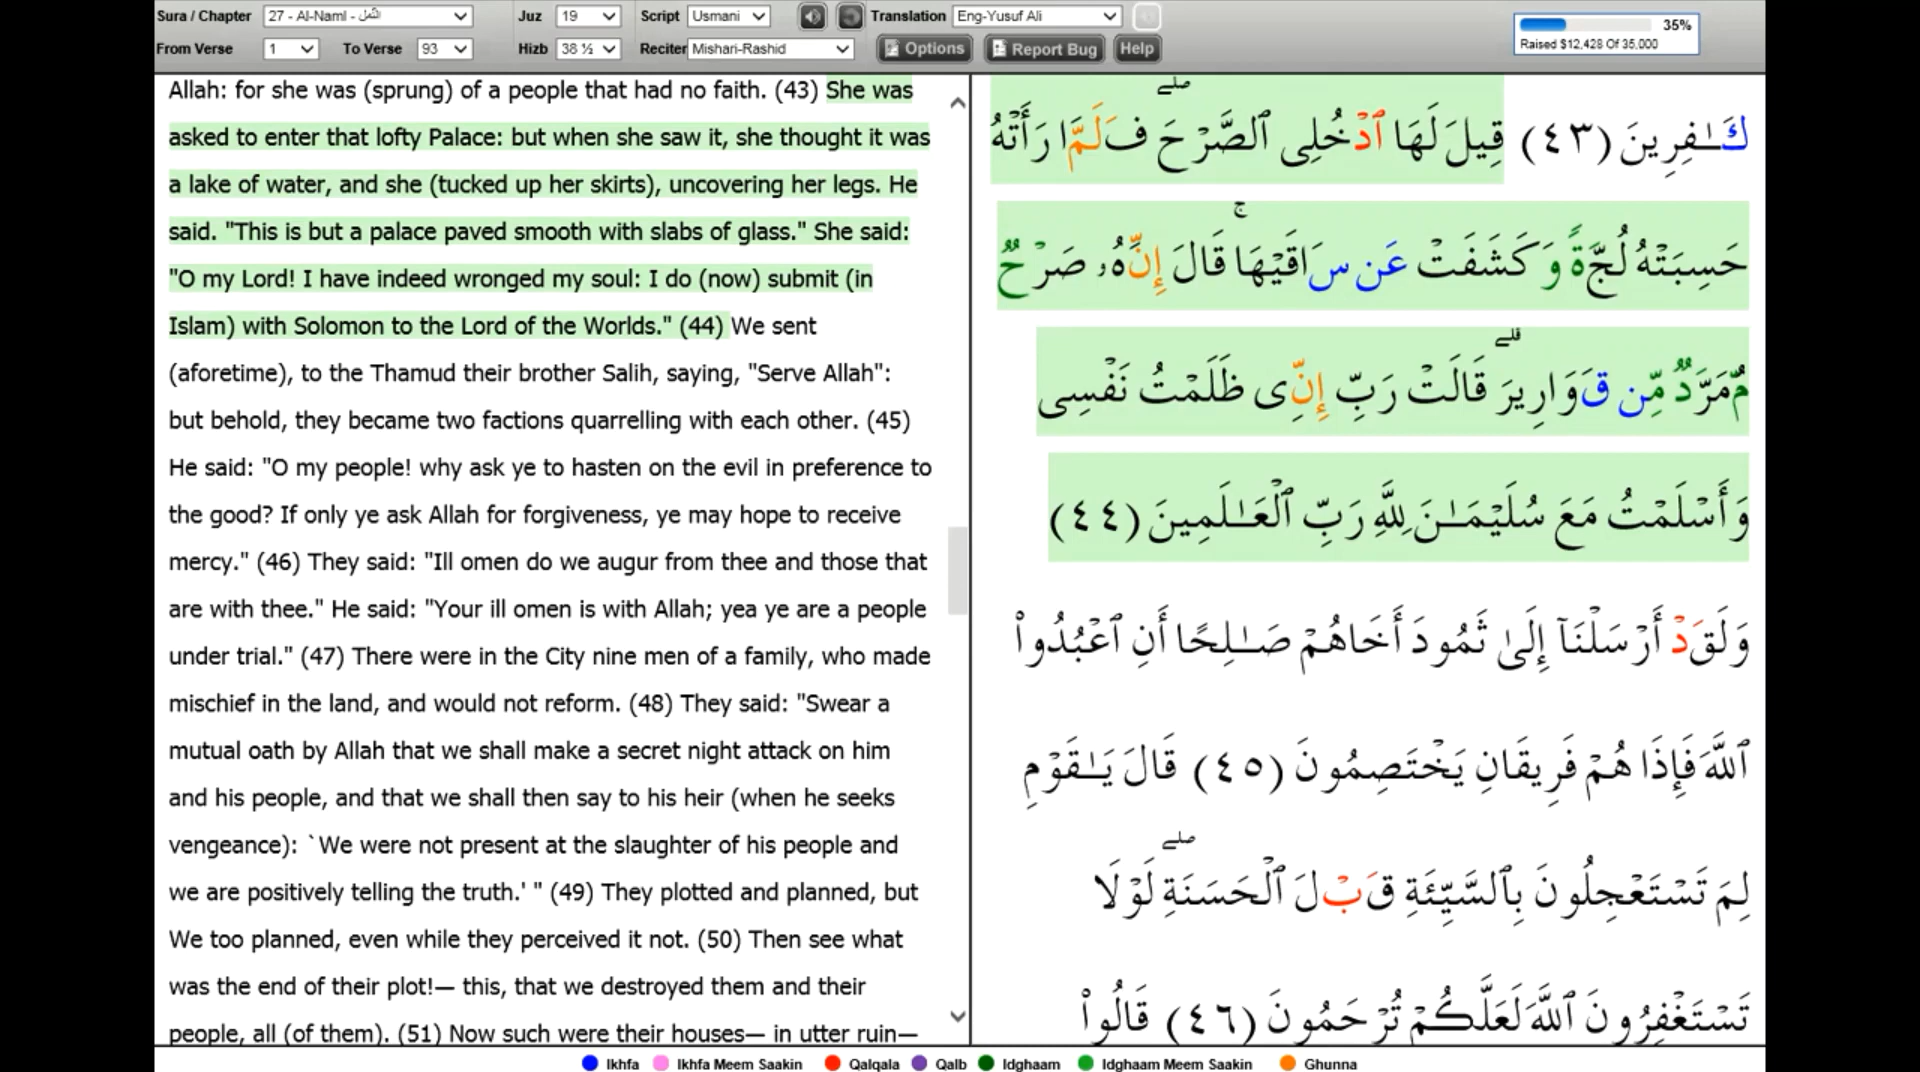 Sura / Chapter 27 - Al-Naml - النَّمل Juz 19 Script Usmani Translation Eng-Yusuf Ali 35%
From Verse 1 To Verse 93 Hizb 38 ½ Reciter Mishari-Rashid Options Report Bug Help Raised $12,428 Of 35,000
Allah: for she was (sprung) of a people that had no faith. (43) She was
asked to enter that lofty Palace: but when she saw it, she thought it was
a lake of water, and she (tucked up her skirts), uncovering her legs. He
said. "This is but a palace paved smooth with slabs of glass." She said:
"O my Lord! I have indeed wronged my soul: I do (now) submit (in
Islam) with Solomon to the Lord of the Worlds." (44) We sent
(aforetime), to the Thamud their brother Salih, saying, "Serve Allah":
but behold, they became two factions quarrelling with each other. (45)
He said: "O my people! why ask ye to hasten on the evil in preference to
the good? If only ye ask Allah for forgiveness, ye may hope to receive
mercy." (46) They said: "Ill omen do we augur from thee and those that
are with thee." He said: "Your ill omen is with Allah; yea ye are a people
under trial." (47) There were in the City nine men of a family, who made
mischief in the land, and would not reform. (48) They said: "Swear a
mutual oath by Allah that we shall make a secret night attack on him
and his people, and that we shall then say to his heir (when he seeks
vengeance): `We were not present at the slaughter of his people and
we are positively telling the truth.' " (49) They plotted and planned, but
We too planned, even while they perceived it not. (50) Then see what
was the end of their plot!— this, that we destroyed them and their
people, all (of them). (51) Now such were their houses— in utter ruin—
كَـٰفِرِينَ (٤٣) قِيلَ لَهَا ٱدْخُلِى ٱلصَّرْحَ ۖ فَلَمَّا رَأَتْهُ
حَسِبَتْهُ لُجَّةً وَكَشَفَتْ عَن سَاقَيْهَا ۚ قَالَ إِنَّهُۥ صَرْحٌ
مُّمَرَّدٌ مِّن قَوَارِيرَ ۗ قَالَتْ رَبِّ إِنِّى ظَلَمْتُ نَفْسِى
وَأَسْلَمْتُ مَعَ سُلَيْمَـٰنَ لِلَّهِ رَبِّ ٱلْعَـٰلَمِينَ (٤٤)
وَلَقَدْ أَرْسَلْنَآ إِلَىٰ ثَمُودَ أَخَاهُمْ صَـٰلِحًا أَنِ ٱعْبُدُوا۟
ٱللَّهَ فَإِذَا هُمْ فَرِيقَانِ يَخْتَصِمُونَ (٤٥) قَالَ يَـٰقَوْمِ
لِمَ تَسْتَعْجِلُونَ بِٱلسَّيِّئَةِ قَبْلَ ٱلْحَسَنَةِ ۖ لَوْلَا
تَسْتَغْفِرُونَ ٱللَّهَ لَعَلَّكُمْ تُرْحَمُونَ (٤٦) قَالُوا۟
Ikhfa Ikhfa Meem Saakin Qalqala Qalb Idghaam Idghaam Meem Saakin Ghunna